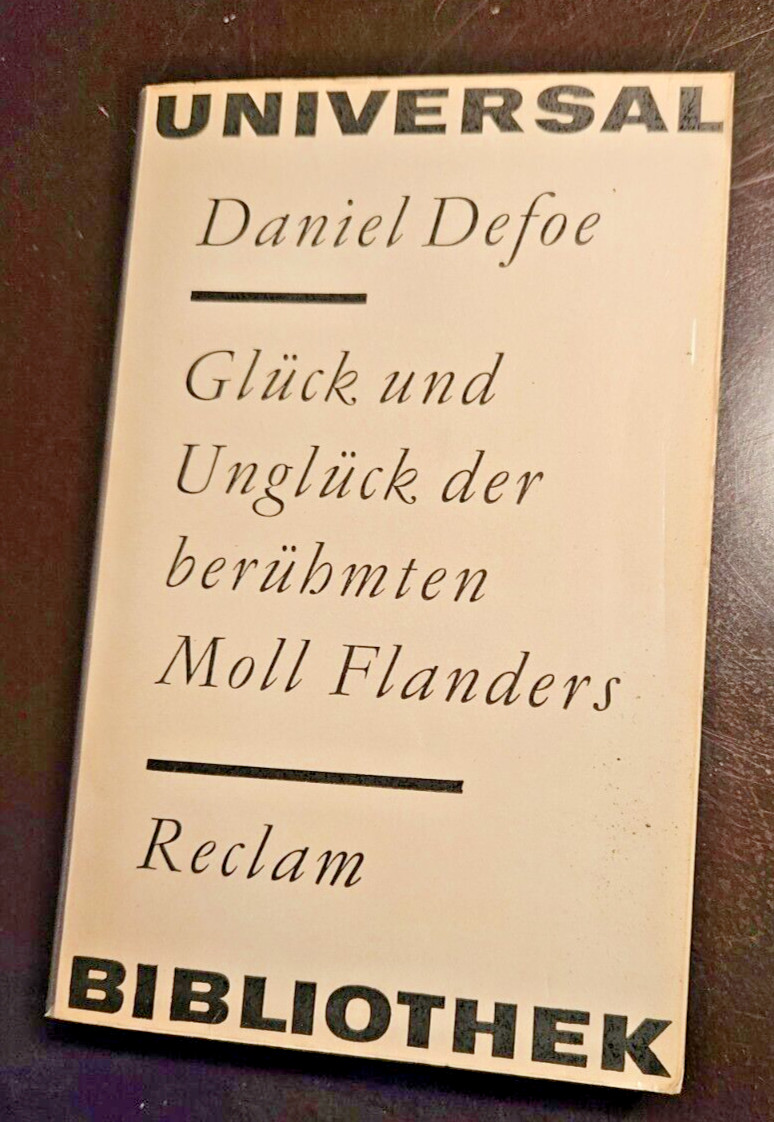 UNIVERSAL
Daniel Defoe
Glück und
Unglück der
berühmten
Moll Flanders
Reclam
BIBLIOTHEK